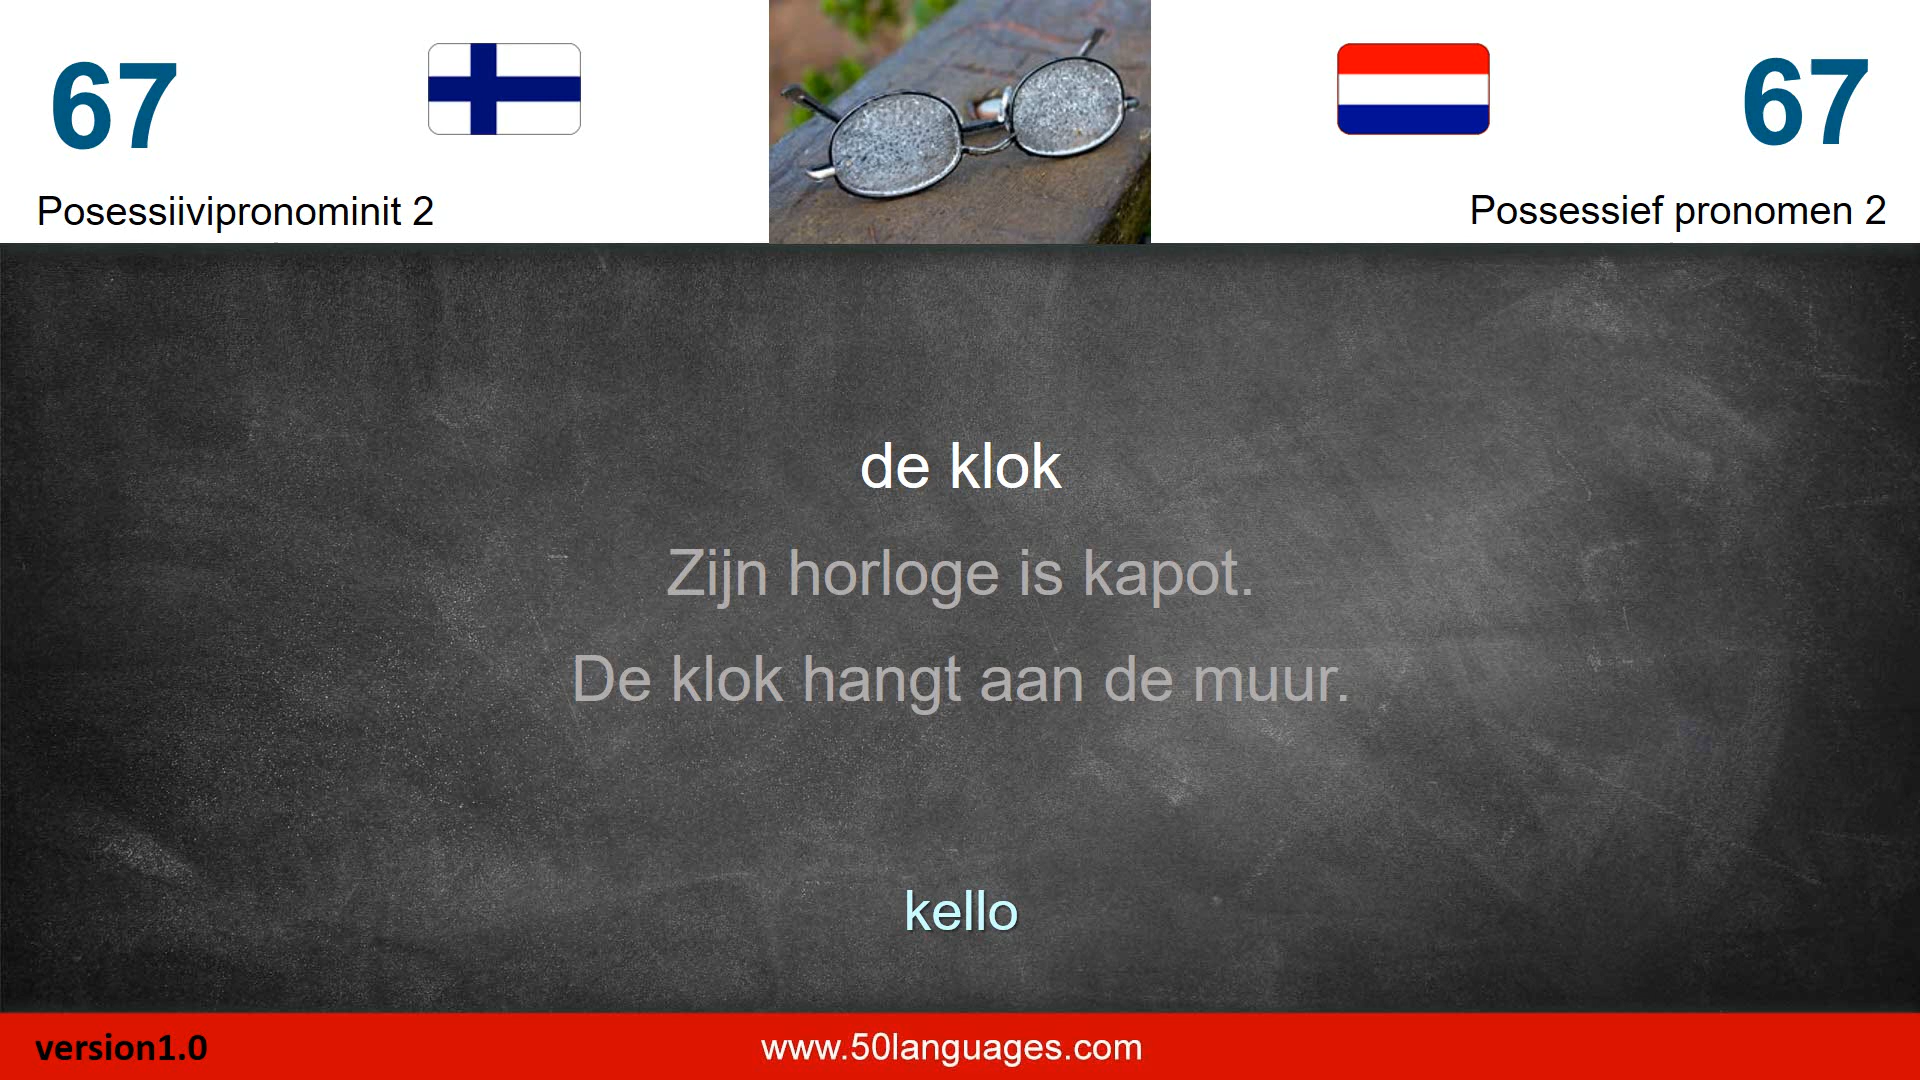 67
67
Posessiivipronominit 2
Possessief pronomen 2
de klok
Zijn horloge is kapot.
De klok hangt aan de muur.
kello
version1.0
www.50languages.com